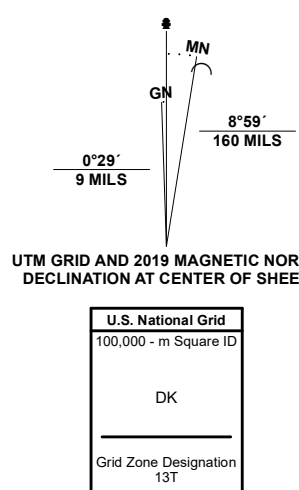 MN
GN
8°59´
160 MILS
0°29´
9 MILS
UTM GRID AND 2019 MAGNETIC NOR
DECLINATION AT CENTER OF SHEE
U.S. National Grid
100,000 - m Square ID
DK
Grid Zone Designation
13T